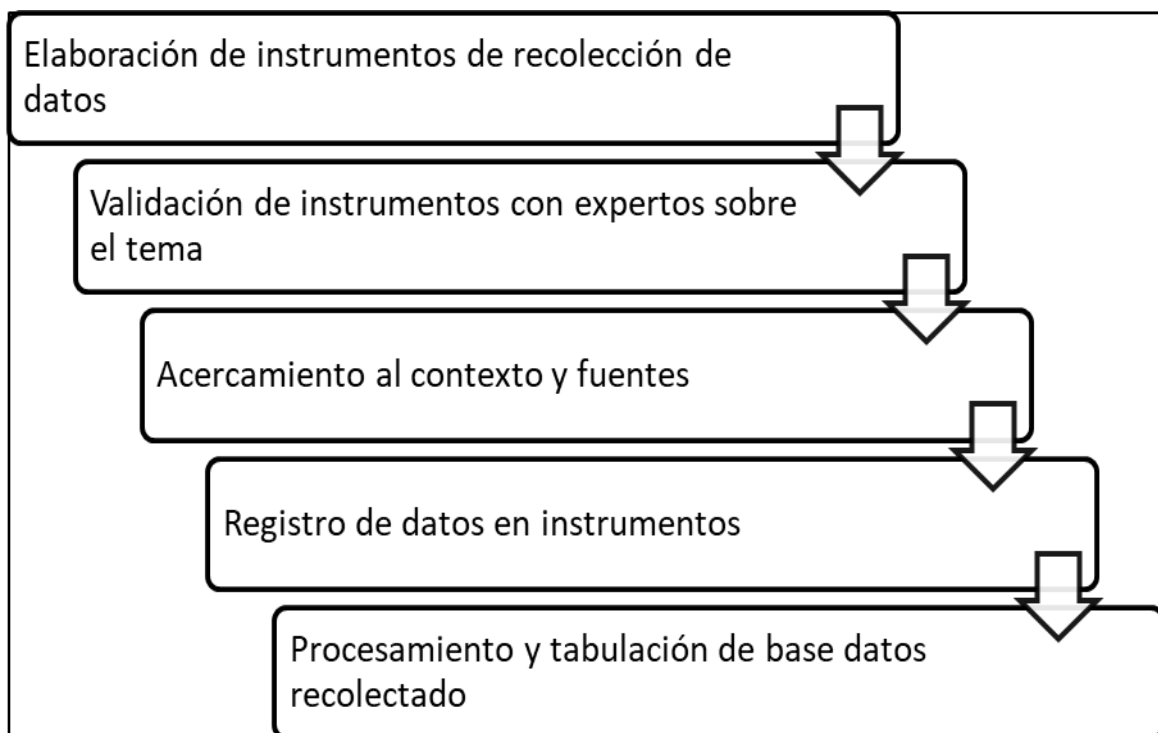 Elaboración de instrumentos de recolección de
datos
Validación de instrumentos con expertos sobre
el tema
Acercamiento al contexto y fuentes
Registro de datos en instrumentos
Procesamiento y tabulación de base datos
recolectado